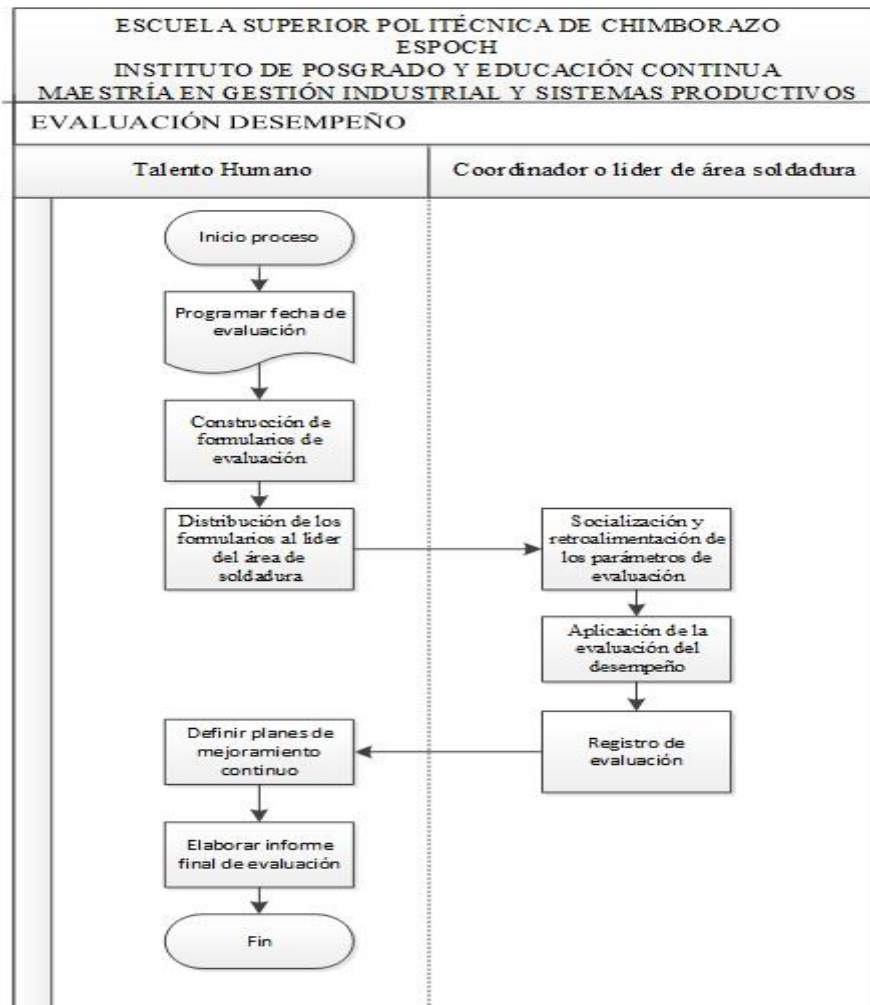 ESCUELA SUPERIOR POLITÉCNICA DE CHIMBORAZO
ESPOCH
INSTITUTO DE POSGRADO Y EDUCACIÓN CONTINUA
MAESTRÍA EN GESTIÓN INDUSTRIAL Y SISTEMAS PRODUCTIVOS
EVALUACIÓN DESEMPEÑO
Talento Humano
Coordinador o líder de área soldadura
Inicio proceso
Programar fecha de
evaluación
Construcción de
formularios de
evaluación
Distribución de los
formularios al líder
del área de
soldadura
Socialización y
retroalimentación de
los parámetros de
evaluación
Aplicación de la
evaluación del
desempeño
Registro de
evaluación
Definir planes de
mejoramiento
continuo
Elaborar informe
final de evaluación
Fin